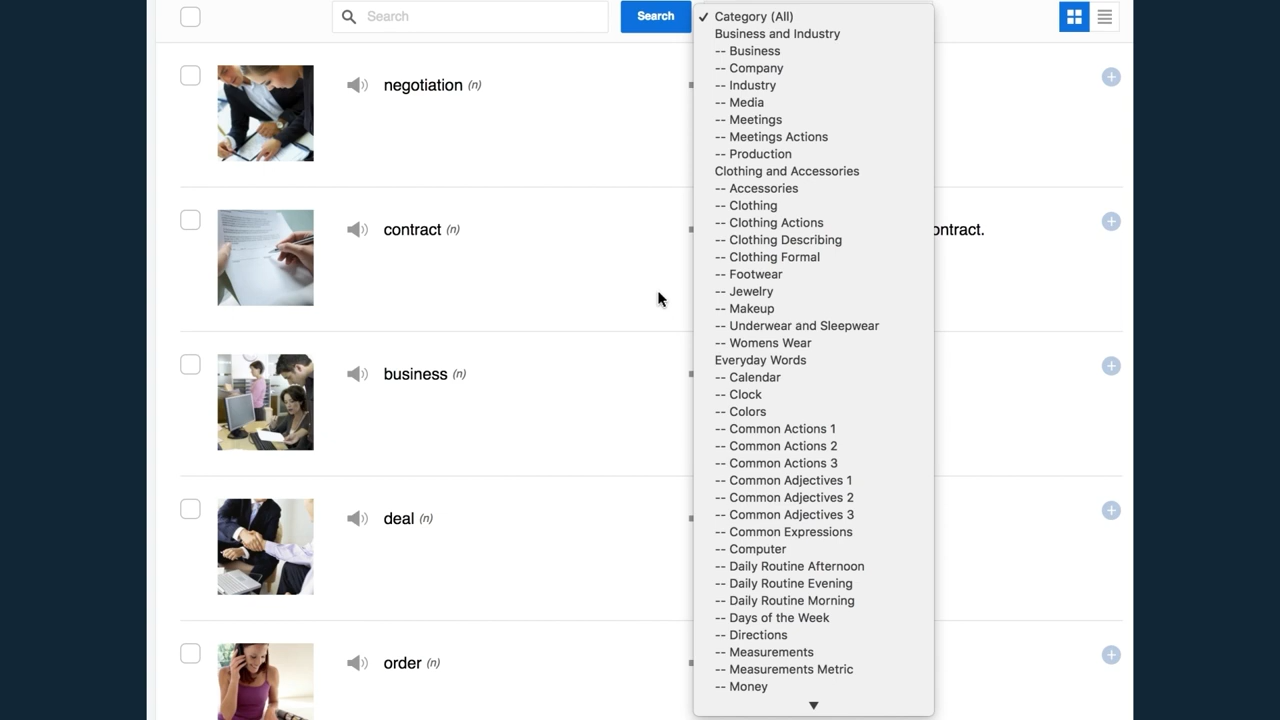 Search
Search
✓ Category (All)
Business and Industry
-- Business
-- Company
-- Industry
-- Media
-- Meetings
-- Meetings Actions
-- Production
Clothing and Accessories
-- Accessories
-- Clothing
-- Clothing Actions
-- Clothing Describing
-- Clothing Formal
-- Footwear
-- Jewelry
-- Makeup
-- Underwear and Sleepwear
-- Womens Wear
Everyday Words
-- Calendar
-- Clock
-- Colors
-- Common Actions 1
-- Common Actions 2
-- Common Actions 3
-- Common Adjectives 1
-- Common Adjectives 2
-- Common Adjectives 3
-- Common Expressions
-- Computer
-- Daily Routine Afternoon
-- Daily Routine Evening
-- Daily Routine Morning
-- Days of the Week
-- Directions
-- Measurements
-- Measurements Metric
-- Money
negotiation (n)
contract (n)
business (n)
deal (n)
order (n)